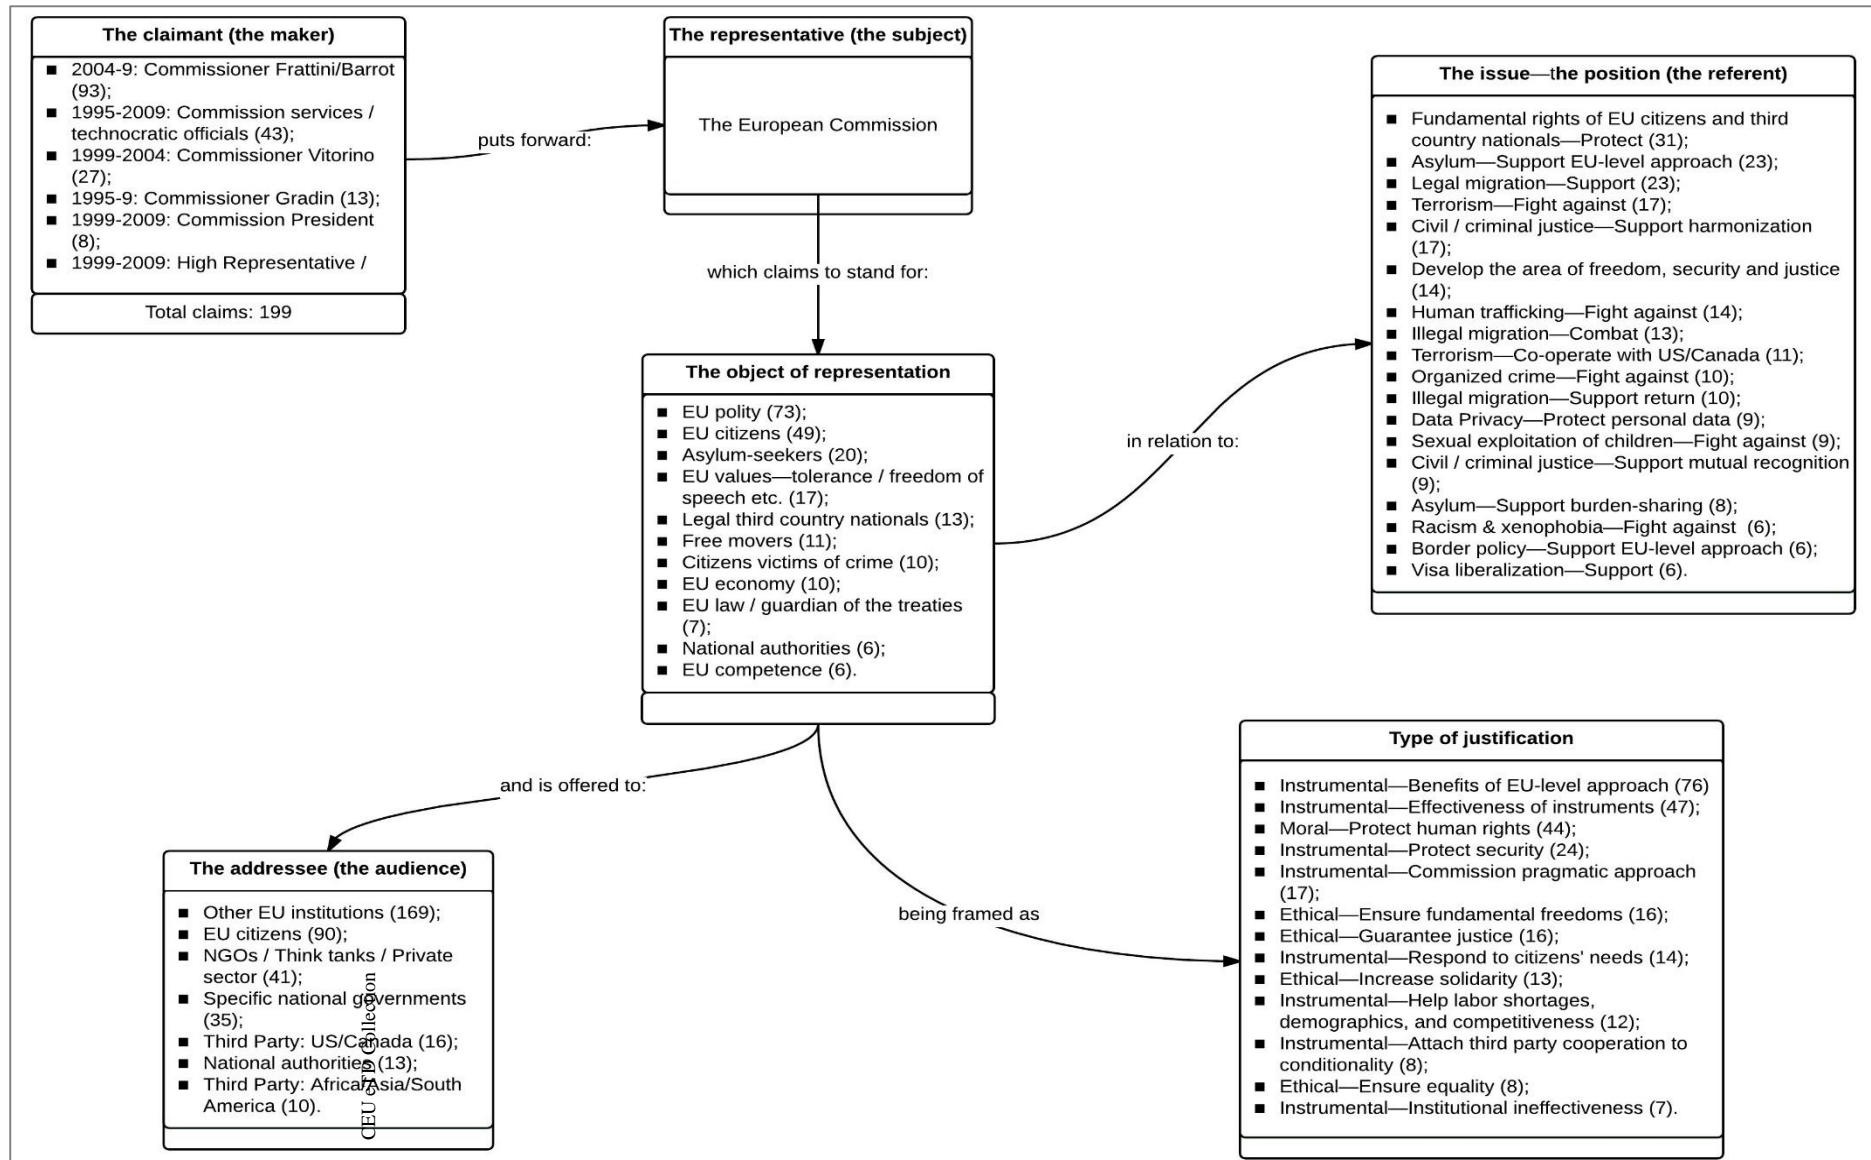 The claimant (the maker)
■ 2004-9: Commissioner Frattini/Barrot
(93);
■ 1995-2009: Commission services /
technocratic officials (43);
■ 1999-2004: Commissioner Vitorino
(27);
■ 1995-9: Commissioner Gradin (13);
■ 1999-2009: Commission President
(8);
■ 1999-2009: High Representative /
Total claims: 199
puts forward:
The representative (the subject)
The European Commission
which claims to stand for:
The object of representation
■ EU polity (73);
■ EU citizens (49);
■ Asylum-seekers (20);
■ EU values—tolerance / freedom of
speech etc. (17);
■ Legal third country nationals (13);
■ Free movers (11);
■ Citizens victims of crime (10);
■ EU economy (10);
■ EU law / guardian of the treaties
(7);
■ National authorities (6);
■ EU competence (6).
in relation to:
The issue—the position (the referent)
■ Fundamental rights of EU citizens and third
country nationals—Protect (31);
■ Asylum—Support EU-level approach (23);
■ Legal migration—Support (23);
■ Terrorism—Fight against (17);
■ Civil / criminal justice—Support harmonization
(17);
■ Develop the area of freedom, security and justice
(14);
■ Human trafficking—Fight against (14);
■ Illegal migration—Combat (13);
■ Terrorism—Co-operate with US/Canada (11);
■ Organized crime—Fight against (10);
■ Illegal migration—Support return (10);
■ Data Privacy—Protect personal data (9);
■ Sexual exploitation of children—Fight against (9);
■ Civil / criminal justice—Support mutual recognition
(9);
■ Asylum—Support burden-sharing (8);
■ Racism & xenophobia—Fight against (6);
■ Border policy—Support EU-level approach (6);
■ Visa liberalization—Support (6).
and is offered to:
The addressee (the audience)
■ Other EU institutions (169);
■ EU citizens (90);
■ NGOs / Think tanks / Private
sector (41);
■ Specific national governments
(35);
■ Third Party: US/Canada (16);
■ National authorities (13);
■ Third Party: Africa/Asia/South
America (10).
CEU eTD Collection
being framed as
Type of justification
■ Instrumental—Benefits of EU-level approach (76)
■ Instrumental—Effectiveness of instruments (47);
■ Moral—Protect human rights (44);
■ Instrumental—Protect security (24);
■ Instrumental—Commission pragmatic approach
(17);
■ Ethical—Ensure fundamental freedoms (16);
■ Ethical—Guarantee justice (16);
■ Instrumental—Respond to citizens' needs (14);
■ Ethical—Increase solidarity (13);
■ Instrumental—Help labor shortages,
demographics, and competitiveness (12);
■ Instrumental—Attach third party cooperation to
conditionality (8);
■ Ethical—Ensure equality (8);
■ Instrumental—Institutional ineffectiveness (7).